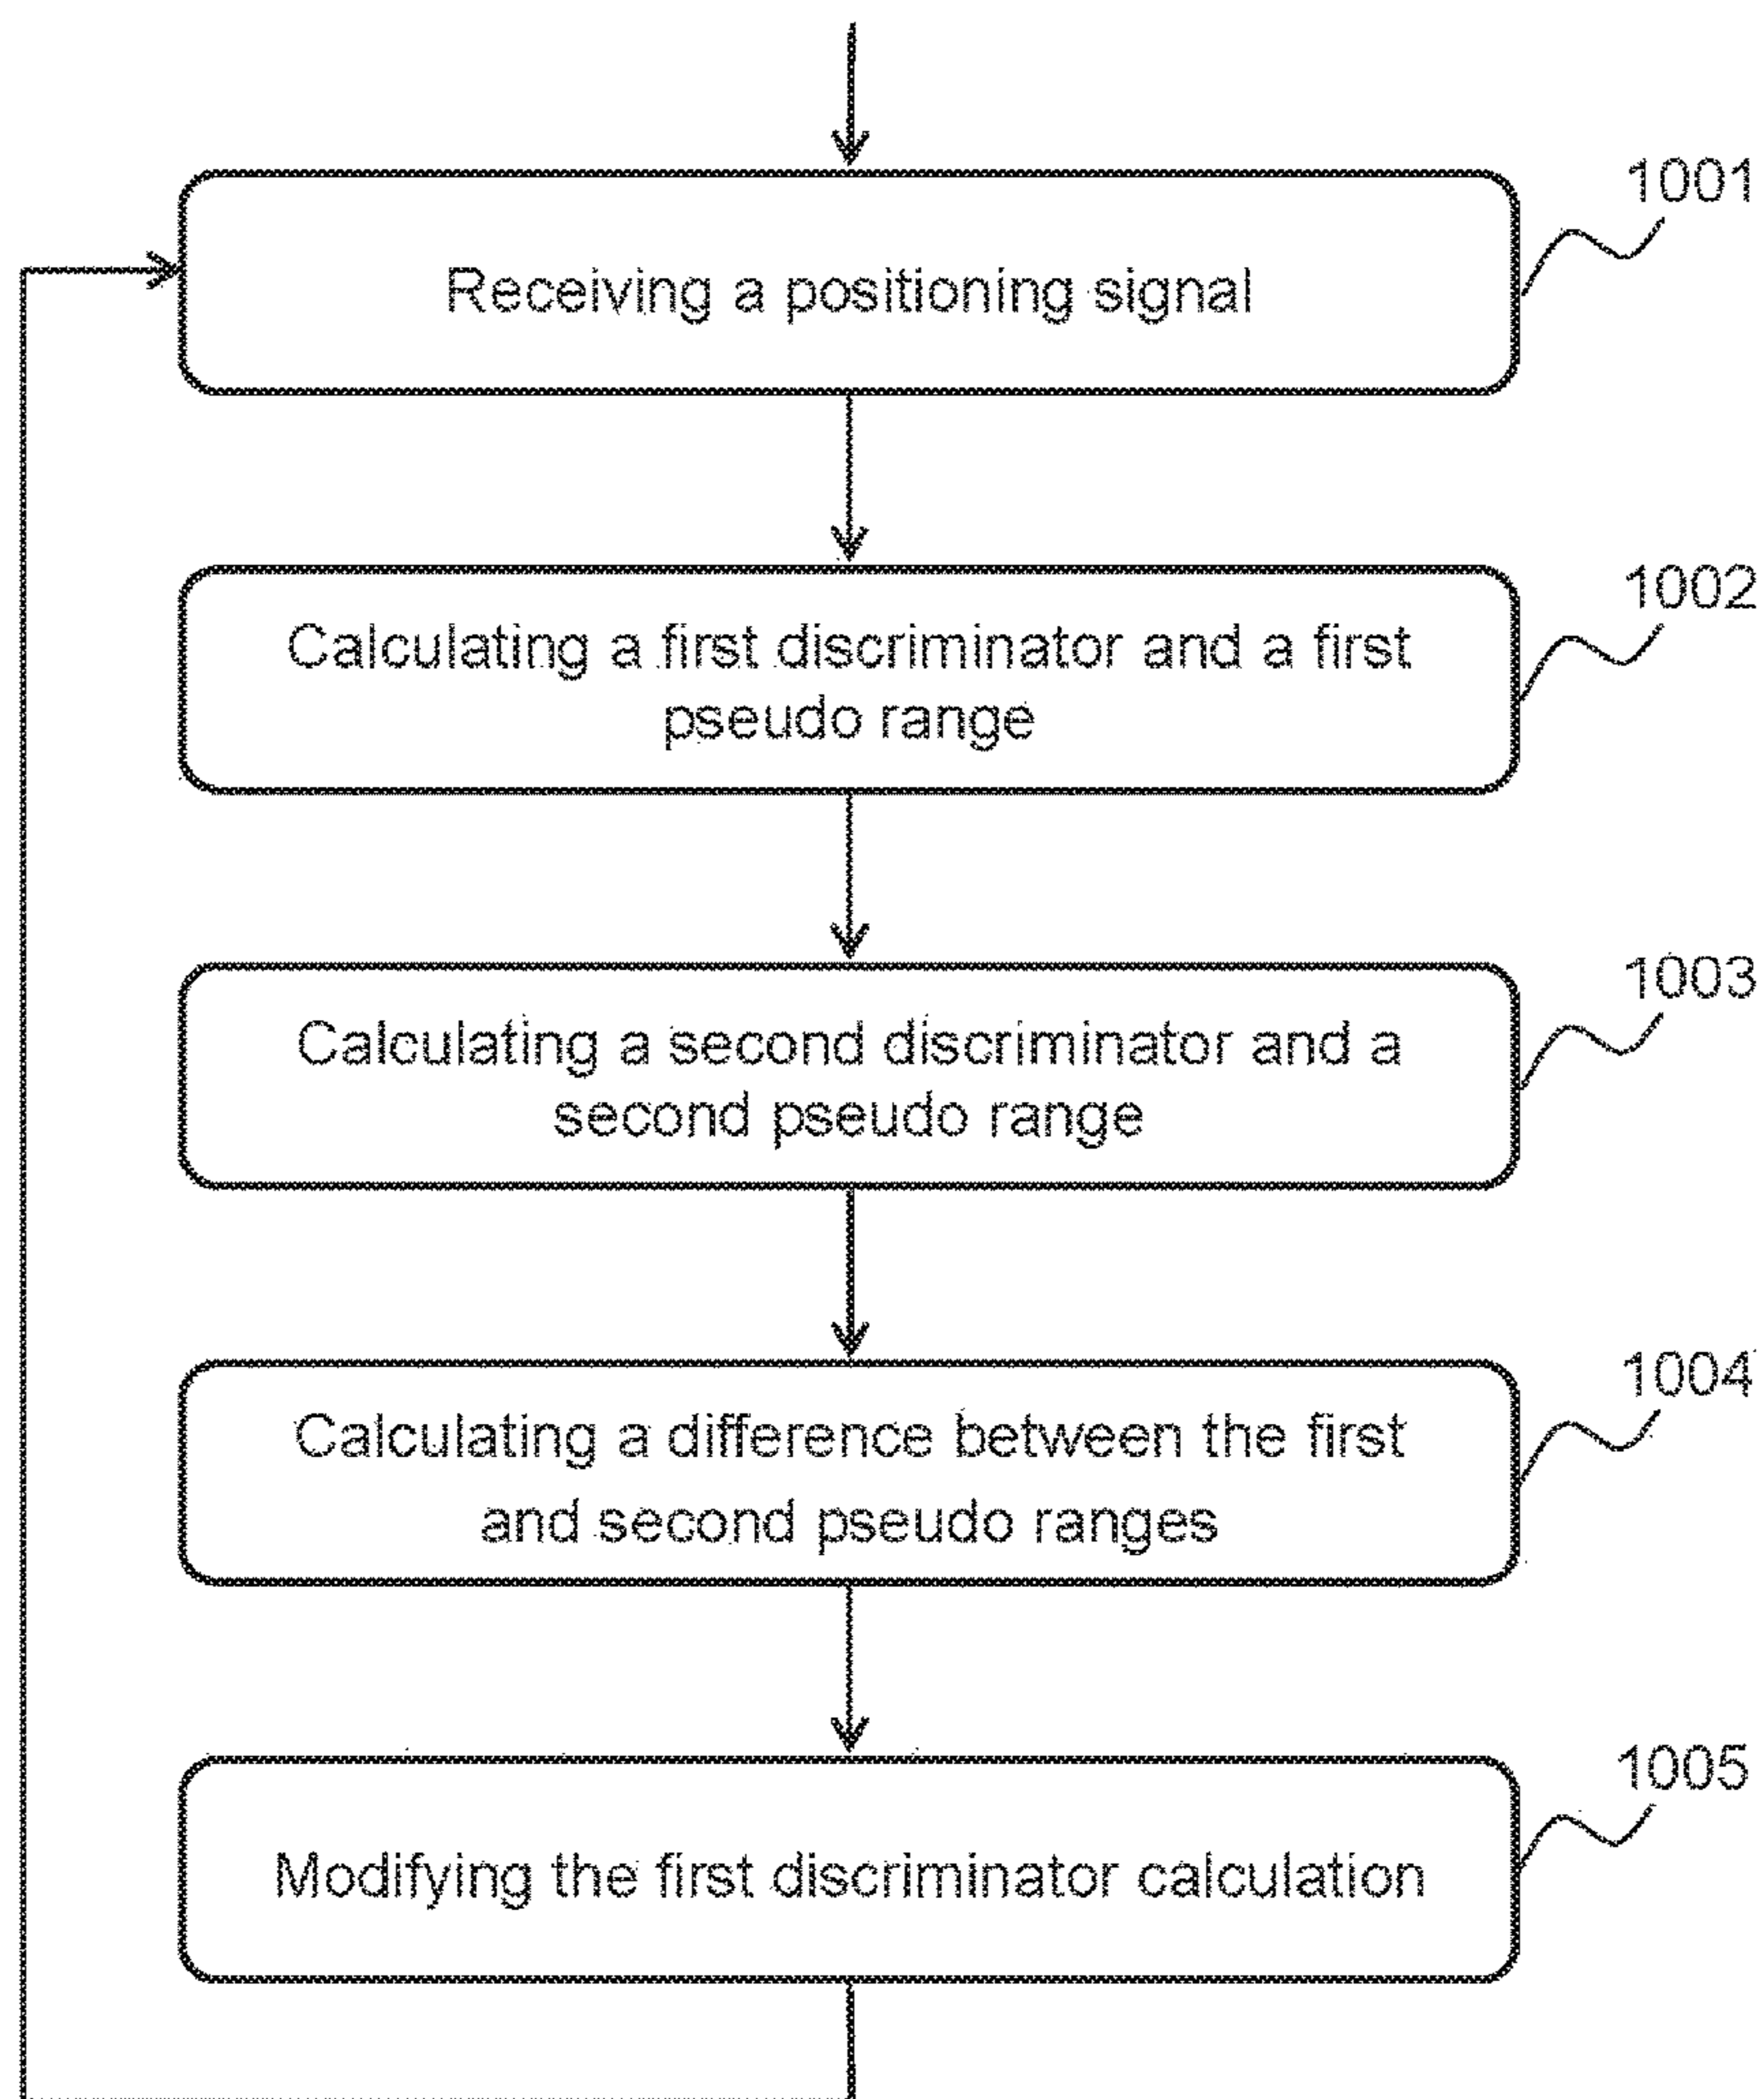 1001
Receiving a positioning signal
1002
Calculating a first discriminator and a first
pseudo range
1003
Calculating a second discriminator and a
second pseudo range
1004
Calculating a difference between the first
and second pseudo ranges
1005
Modifying the first discriminator calculation